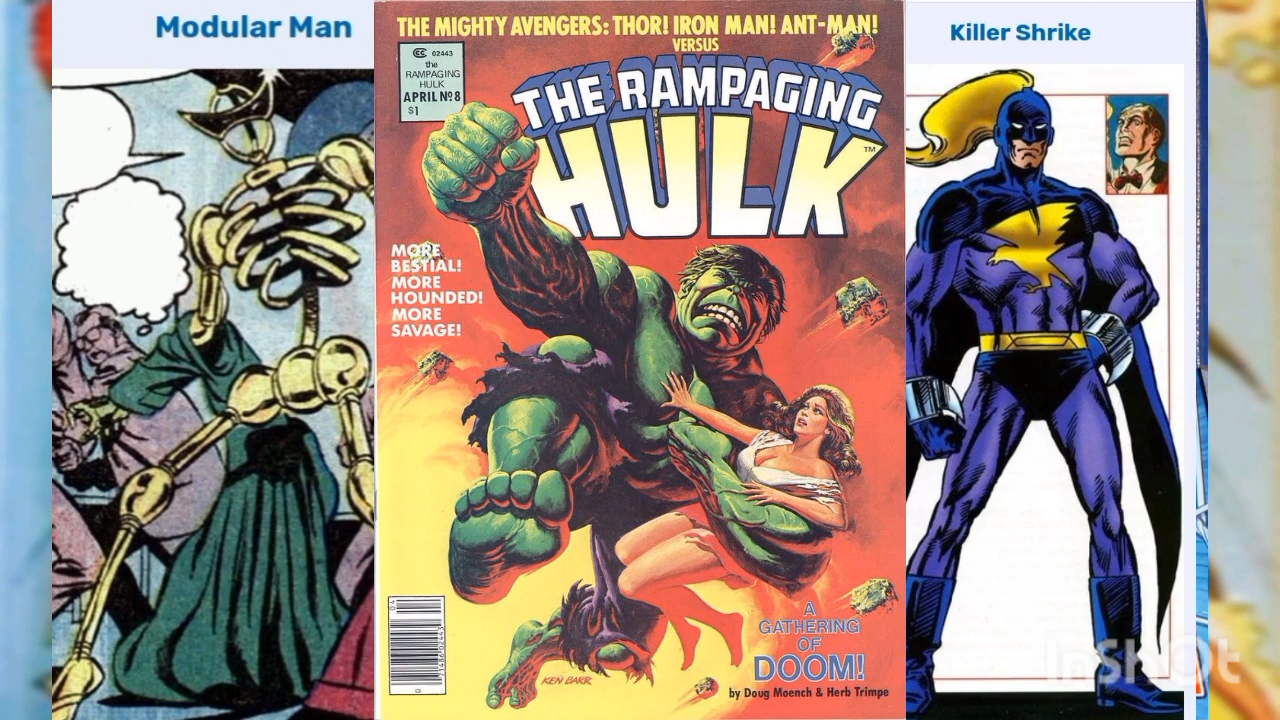 Modular Man
THE MIGHTY AVENGERS: THOR! IRON MAN! ANT-MAN!
VERSUS
CC 02443
the
RAMPAGING
HULK
APRIL Nº 8
$1
THE RAMPAGING
HULK™
MORE
BESTIAL!
MORE
HOUNDED!
MORE
SAVAGE!
A
GATHERING
OF
DOOM!
by Doug Moench & Herb Trimpe
KEN BARR
Killer Shrike
InShOt